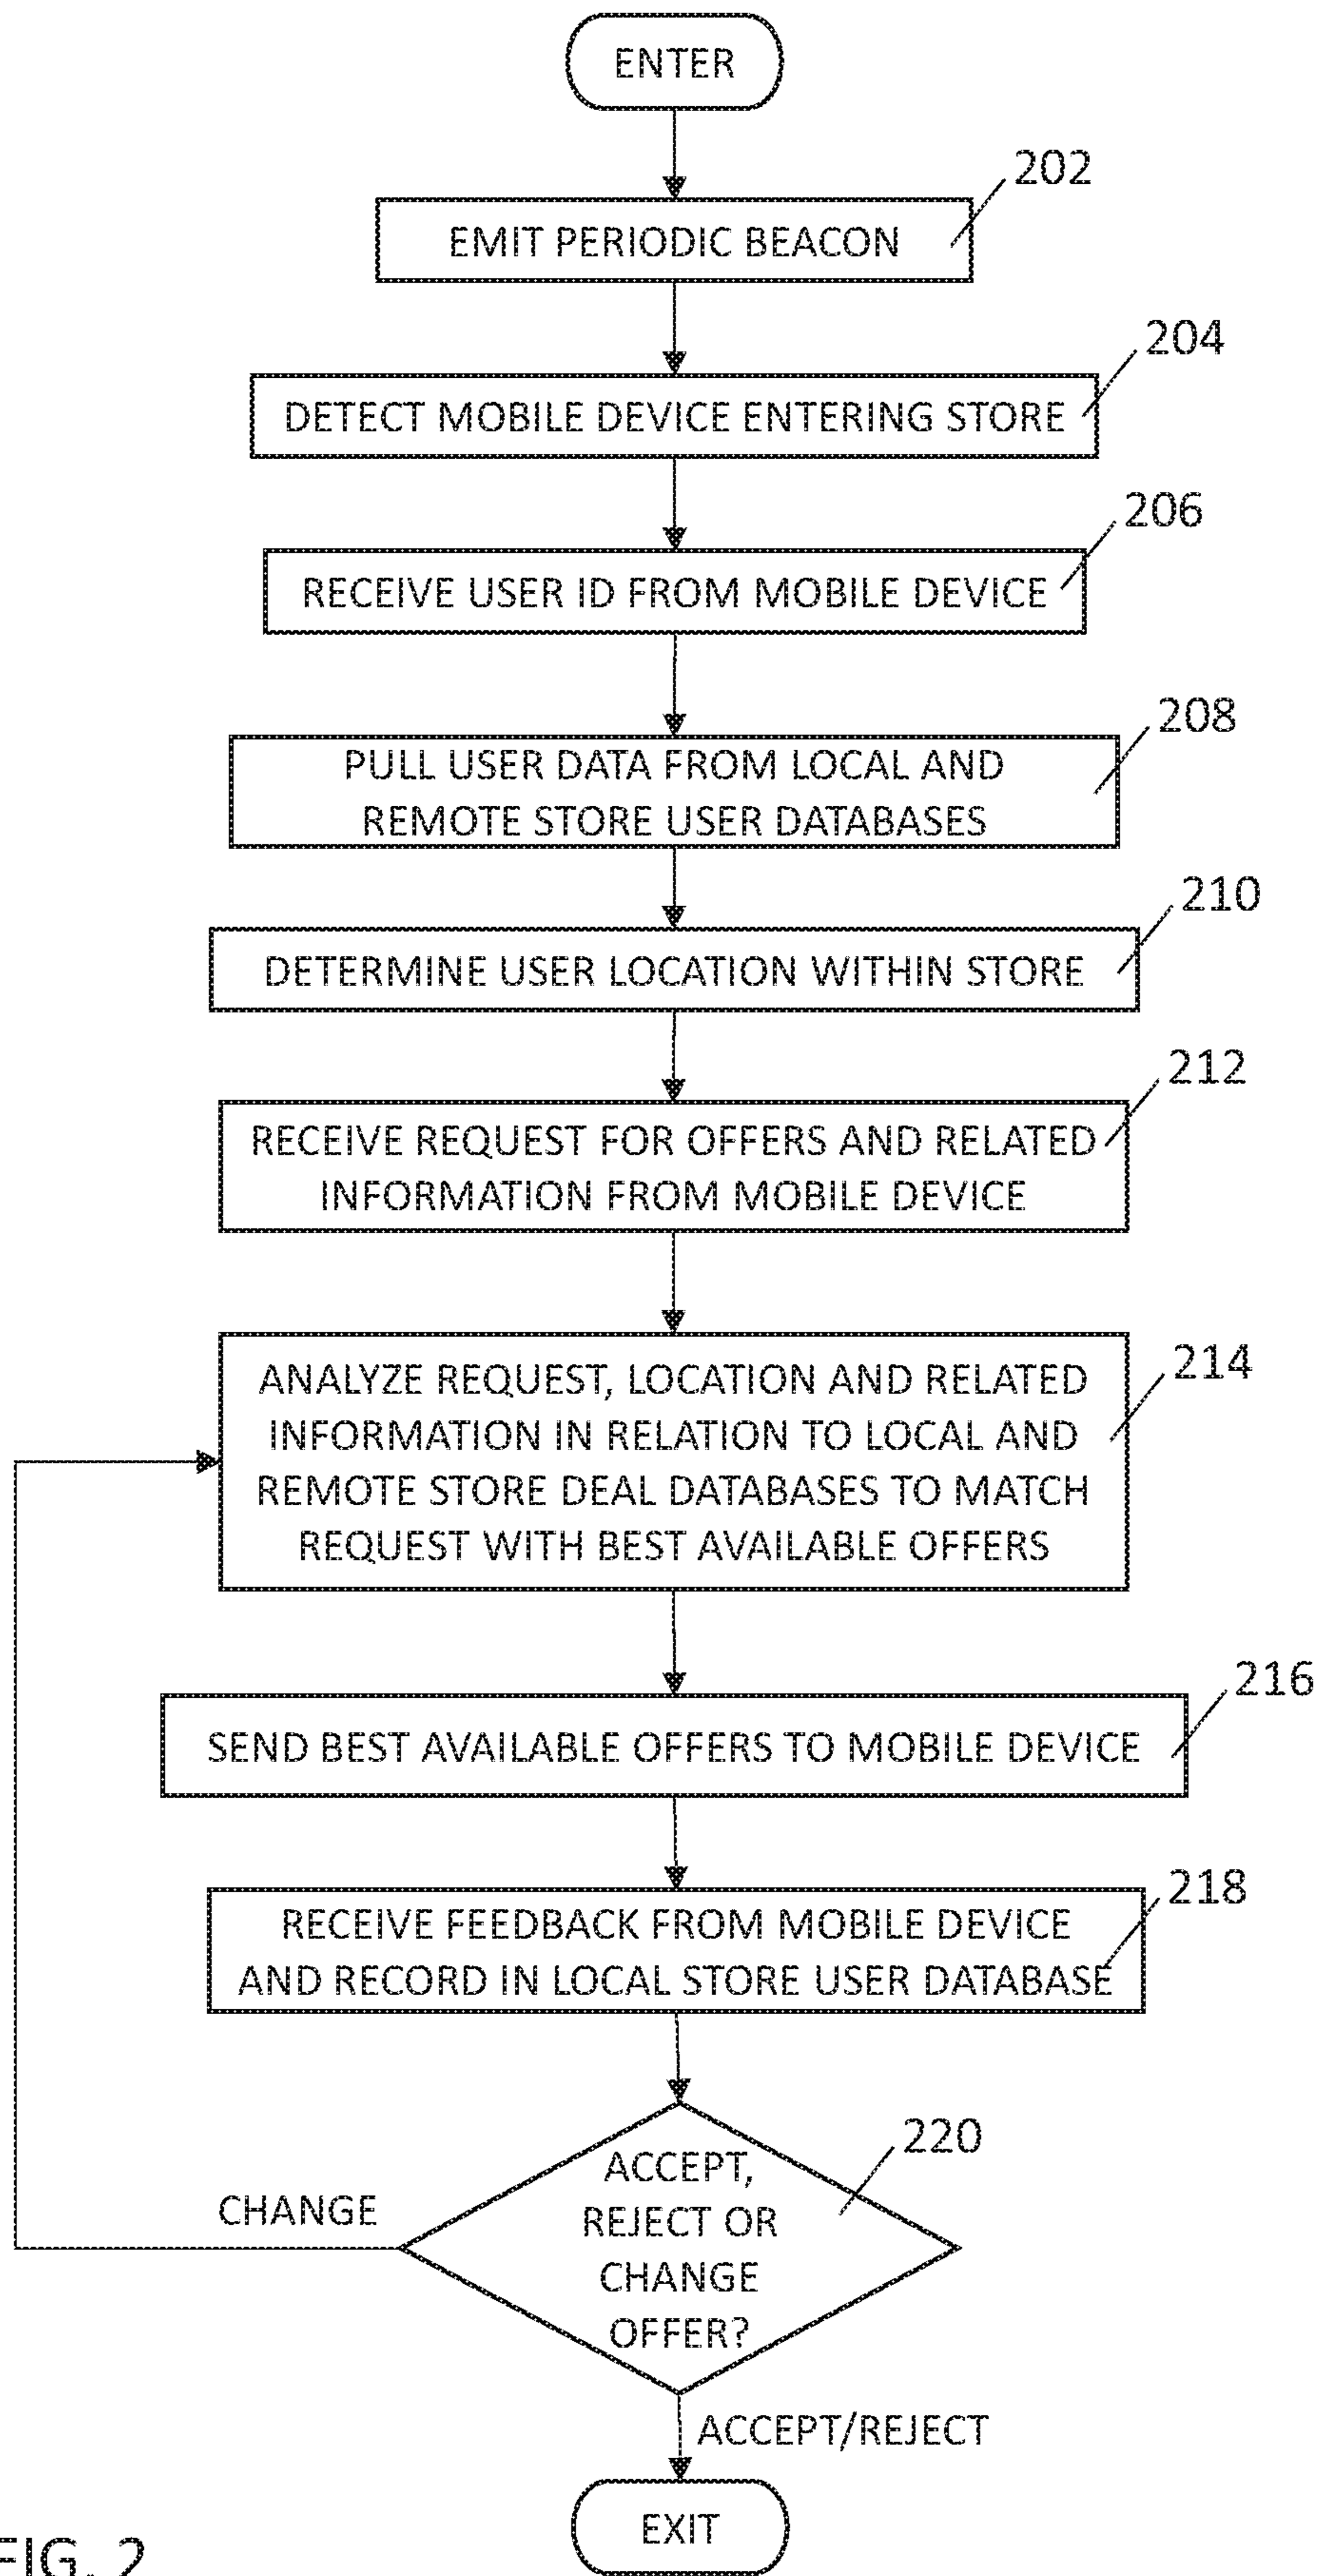 ENTER
202
EMIT PERIODIC BEACON
204
DETECT MOBILE DEVICE ENTERING STORE
206
RECEIVE USER ID FROM MOBILE DEVICE
208
PULL USER DATA FROM LOCAL AND
REMOTE STORE USER DATABASES
210
DETERMINE USER LOCATION WITHIN STORE
212
RECEIVE REQUEST FOR OFFERS AND RELATED
INFORMATION FROM MOBILE DEVICE
214
ANALYZE REQUEST, LOCATION AND RELATED
INFORMATION IN RELATION TO LOCAL AND
REMOTE STORE DEAL DATABASES TO MATCH
REQUEST WITH BEST AVAILABLE OFFERS
216
SEND BEST AVAILABLE OFFERS TO MOBILE DEVICE
218
RECEIVE FEEDBACK FROM MOBILE DEVICE
AND RECORD IN LOCAL STORE USER DATABASE
220
ACCEPT,
REJECT OR
CHANGE
OFFER?
CHANGE
ACCEPT/REJECT
EXIT
FIG. 2